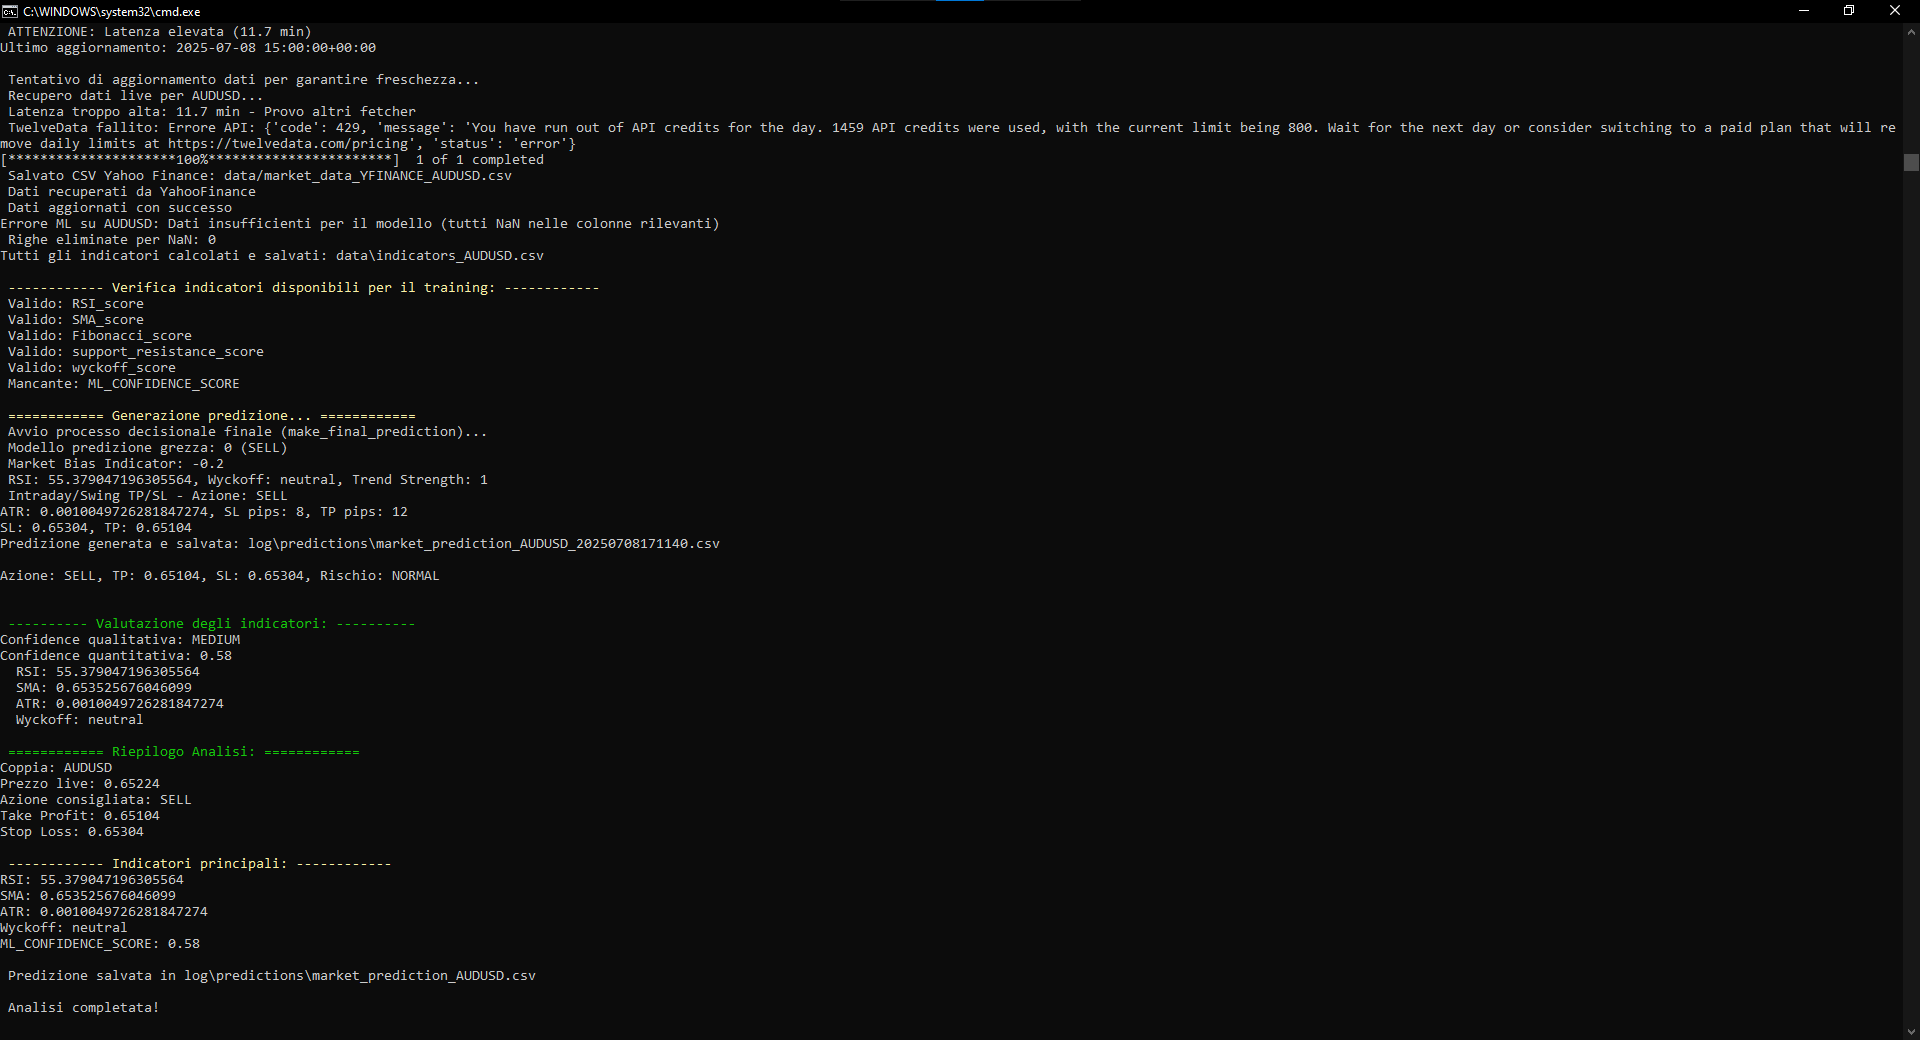 C:\WINDOWS\system32\cmd.exe
ATTENZIONE: Latenza elevata (11.7 min)
Ultimo aggiornamento: 2025-07-08 15:00:00+00:00
Tentativo di aggiornamento dati per garantire freschezza...
Recupero dati live per AUDUSD...
Latenza troppo alta: 11.7 min - Provo altri fetcher
TwelveData fallito: Errore API: {'code': 429, 'message': 'You have run out of API credits for the day. 1459 API credits were used, with the current limit being 800. Wait for the next day or consider switching to a paid plan that will re
move daily limits at https://twelvedata.com/pricing', 'status': 'error'}
[*********************100%***********************]  1 of 1 completed
Salvato CSV Yahoo Finance: data/market_data_YFINANCE_AUDUSD.csv
Dati recuperati da YahooFinance
Dati aggiornati con successo
Errore ML su AUDUSD: Dati insufficienti per il modello (tutti NaN nelle colonne rilevanti)
Righe eliminate per NaN: 0
Tutti gli indicatori calcolati e salvati: data\indicators_AUDUSD.csv
------------ Verifica indicatori disponibili per il training: ------------
Valido: RSI_score
Valido: SMA_score
Valido: Fibonacci_score
Valido: support_resistance_score
Valido: wyckoff_score
Mancante: ML_CONFIDENCE_SCORE
============ Generazione predizione... ============
Avvio processo decisionale finale (make_final_prediction)...
Modello predizione grezza: 0 (SELL)
Market Bias Indicator: -0.2
RSI: 55.379047196305564, Wyckoff: neutral, Trend Strength: 1
Intraday/Swing TP/SL - Azione: SELL
ATR: 0.0010049726281847274, SL pips: 8, TP pips: 12
SL: 0.65304, TP: 0.65104
Predizione generata e salvata: log\predictions\market_prediction_AUDUSD_20250708171140.csv
Azione: SELL, TP: 0.65104, SL: 0.65304, Rischio: NORMAL
---------- Valutazione degli indicatori: ----------
Confidence qualitativa: MEDIUM
Confidence quantitativa: 0.58
RSI: 55.379047196305564
SMA: 0.653525676046099
ATR: 0.0010049726281847274
Wyckoff: neutral
============ Riepilogo Analisi: ============
Coppia: AUDUSD
Prezzo live: 0.65224
Azione consigliata: SELL
Take Profit: 0.65104
Stop Loss: 0.65304
------------ Indicatori principali: ------------
RSI: 55.379047196305564
SMA: 0.653525676046099
ATR: 0.0010049726281847274
Wyckoff: neutral
ML_CONFIDENCE_SCORE: 0.58
Predizione salvata in log\predictions\market_prediction_AUDUSD.csv
Analisi completata!